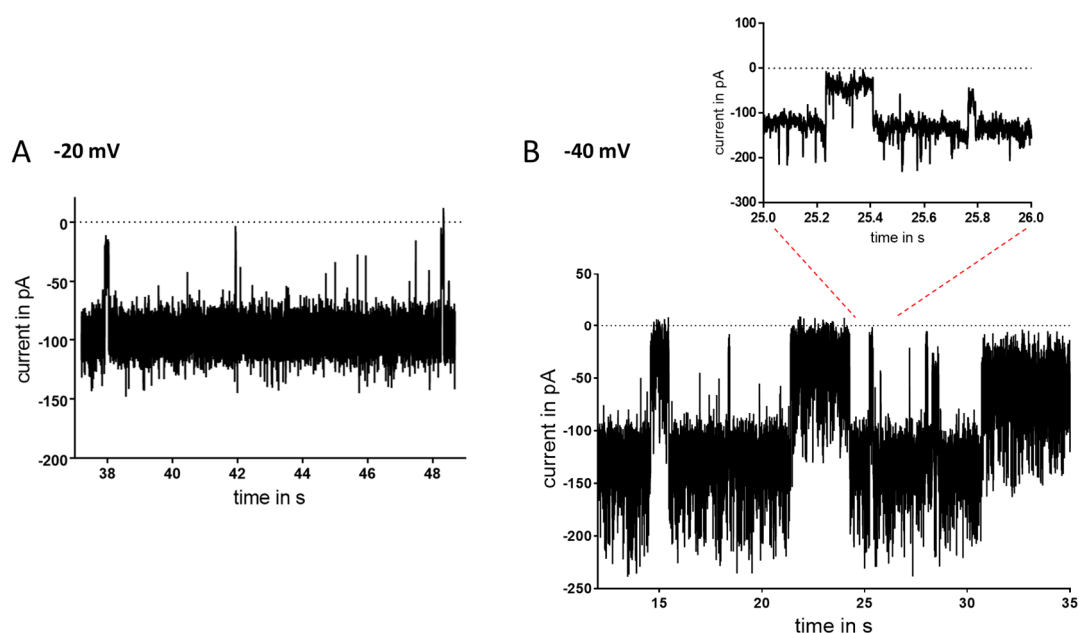 A -20 mV
0
-50
-100
-150
-200
current in pA
38 40 42 44 46 48
time in s
B -40 mV
100
0
-100
-200
-300
current in pA
25.0 25.2 25.4 25.6 25.8 26.0
time in s
50
0
-50
-100
-150
-200
-250
current in pA
15 20 25 30 35
time in s